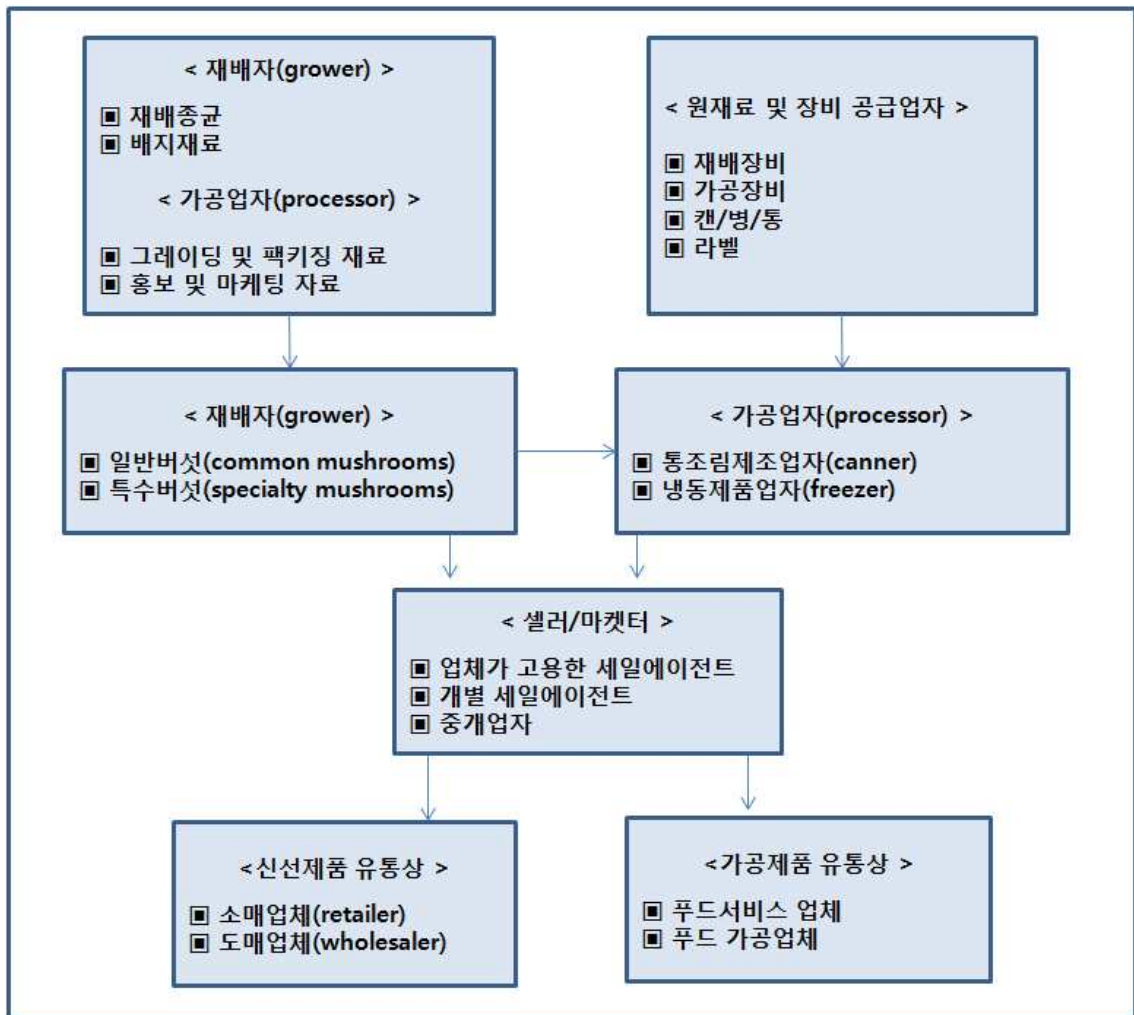 < 재배자(grower) >
▣ 재배종균
▣ 배지재료
< 가공업자(processor) >
▣ 그레이딩 및 팩키징 재료
▣ 홍보 및 마케팅 자료
< 원재료 및 장비 공급업자 >
▣ 재배장비
▣ 가공장비
▣ 캔/병/통
▣ 라벨
< 재배자(grower) >
▣ 일반버섯(common mushrooms)
▣ 특수버섯(specialty mushrooms)
< 가공업자(processor) >
▣ 통조림제조업자(canner)
▣ 냉동제품업자(freezer)
< 셀러/마켓터 >
▣ 업체가 고용한 세일에이전트
▣ 개별 세일에이전트
▣ 중개업자
<신선제품 유통상 >
▣ 소매업체(retailer)
▣ 도매업체(wholesaler)
<가공제품 유통상 >
▣ 푸드서비스 업체
▣ 푸드 가공업체